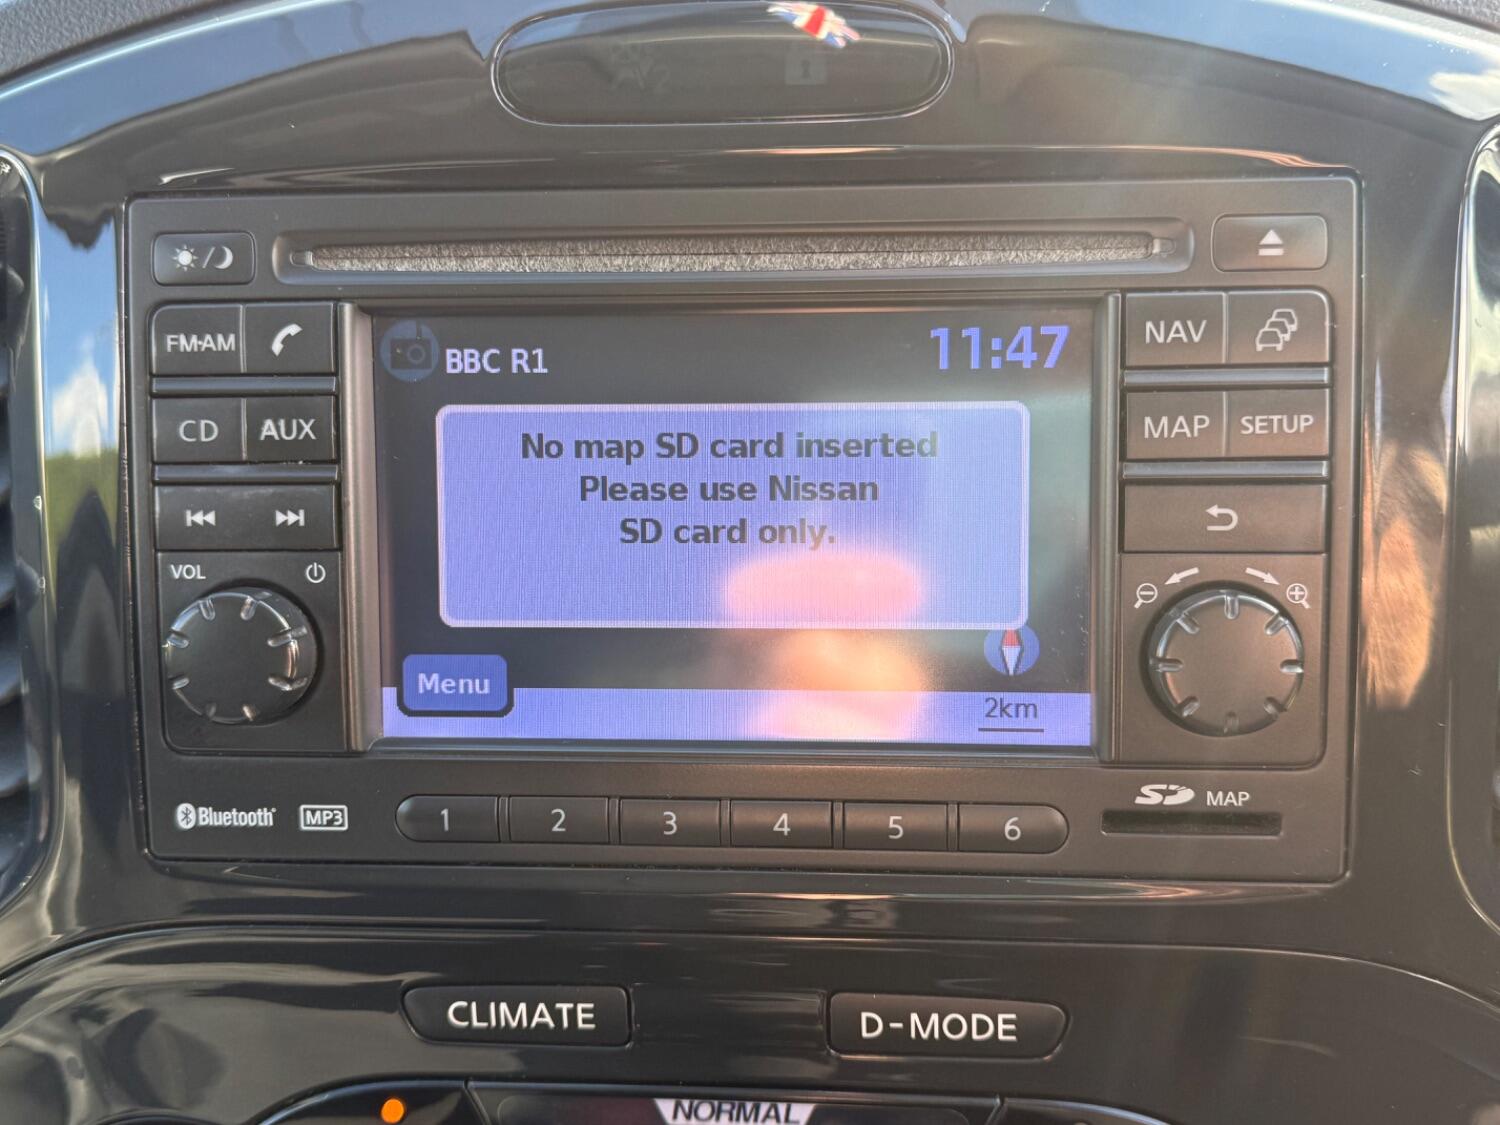 FM·AM
CD
AUX
VOL
BBC R1
11:47
No map SD card inserted
Please use Nissan
SD card only.
Menu
2km
NAV
MAP
SETUP
Bluetooth
MP3
1
2
3
4
5
6
SD
MAP
CLIMATE
D-MODE
NORMAL